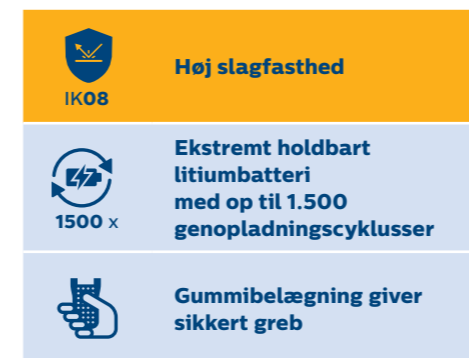 IK08
Høj slagfasthed
1500 x
Ekstremt holdbart
litiumbatteri
med op til 1.500
genopladningscyklusser
Gummibelægning giver
sikkert greb